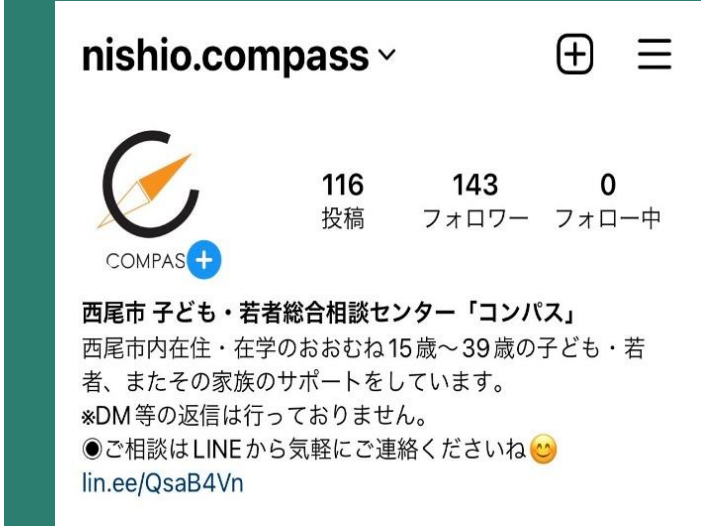 nishio.compass
116 143 0
投稿 フォロワー フォロー中
COMPAS
西尾市 子ども・若者総合相談センター「コンパス」
西尾市内在住・在学のおおむね15歳〜39歳の子ども・若
者、またその家族のサポートをしています。
※DM等の返信は行っておりません。
◉ご相談はLINEから気軽にご連絡くださいね😊
lin.ee/QsaB4Vn